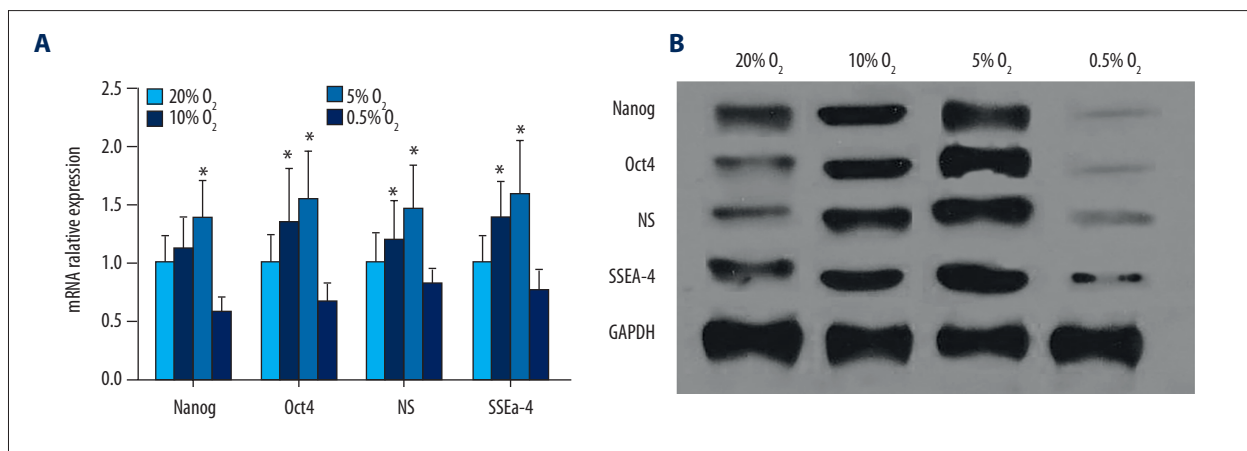 A
mRNA ralative expression
2.5
2.0
1.5
1.0
0.5
0.0
20% O₂
10% O₂
5% O₂
0.5% O₂
*
* *
* *
* *
Nanog Oct4 NS SSEa-4
B
20% O₂ 10% O₂ 5% O₂ 0.5% O₂
Nanog
Oct4
NS
SSEA-4
GAPDH